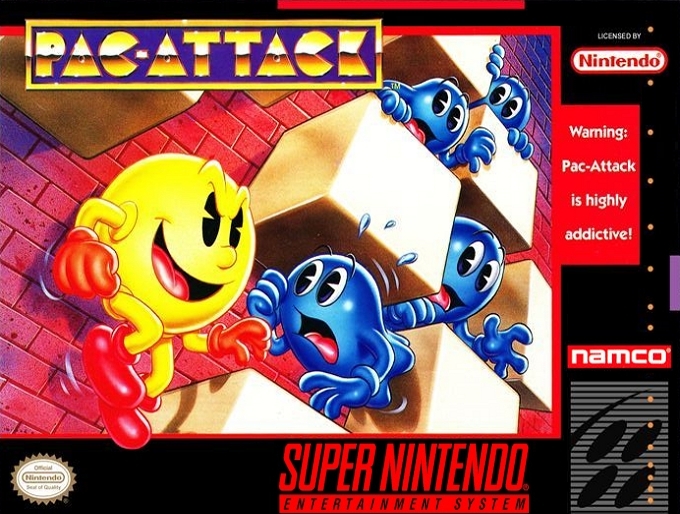 PAC-ATTACK
TM
LICENSED BY
Nintendo®
Warning:
Pac-Attack
is highly
addictive!
namco®
Official
Nintendo
Seal of Quality
SUPER NINTENDO®
ENTERTAINMENT SYSTEM